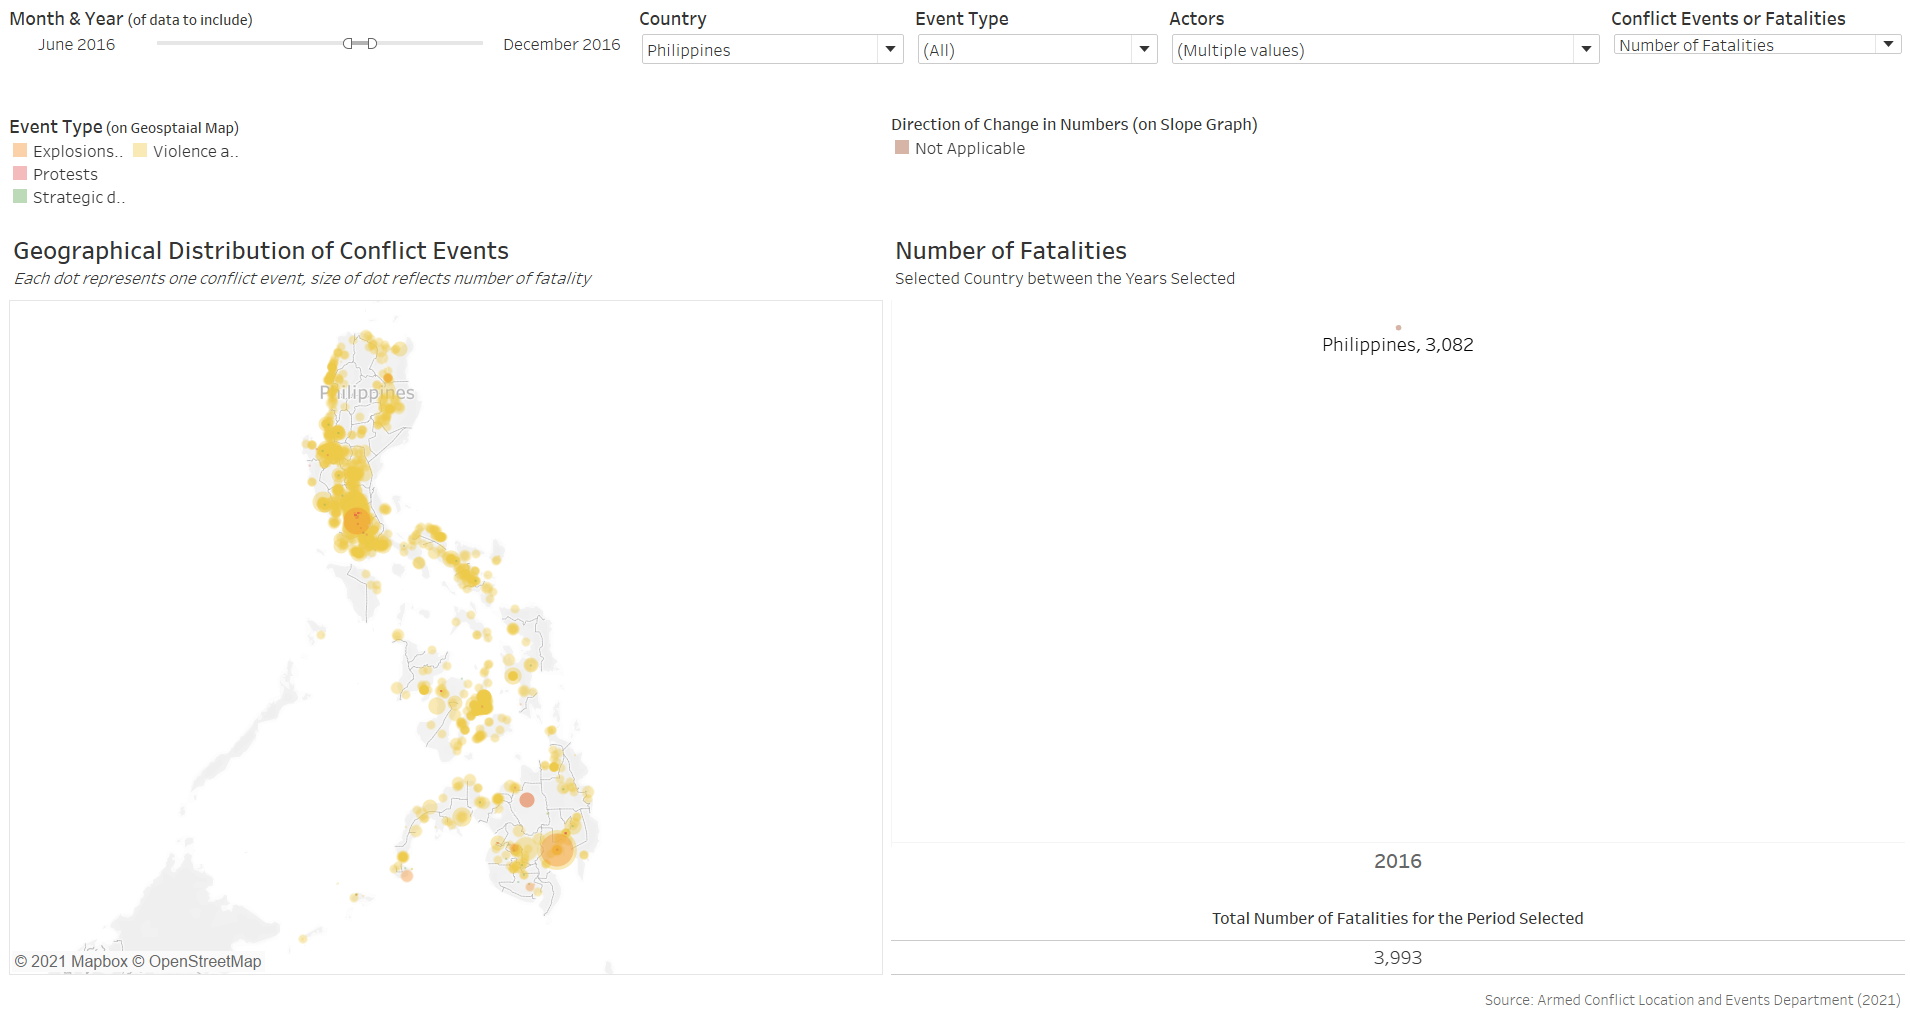 Month & Year (of data to include)
June 2016
December 2016
Country
Philippines
Event Type
(All)
Actors
(Multiple values)
Conflict Events or Fatalities
Number of Fatalities
Event Type (on Geosptaial Map)
Explosions..
Violence a..
Protests
Strategic d..
Direction of Change in Numbers (on Slope Graph)
Not Applicable
Geographical Distribution of Conflict Events
Each dot represents one conflict event, size of dot reflects number of fatality
Philippines
© 2021 Mapbox © OpenStreetMap
Number of Fatalities
Selected Country between the Years Selected
Philippines, 3,082
2016
Total Number of Fatalities for the Period Selected
3,993
Source: Armed Conflict Location and Events Department (2021)